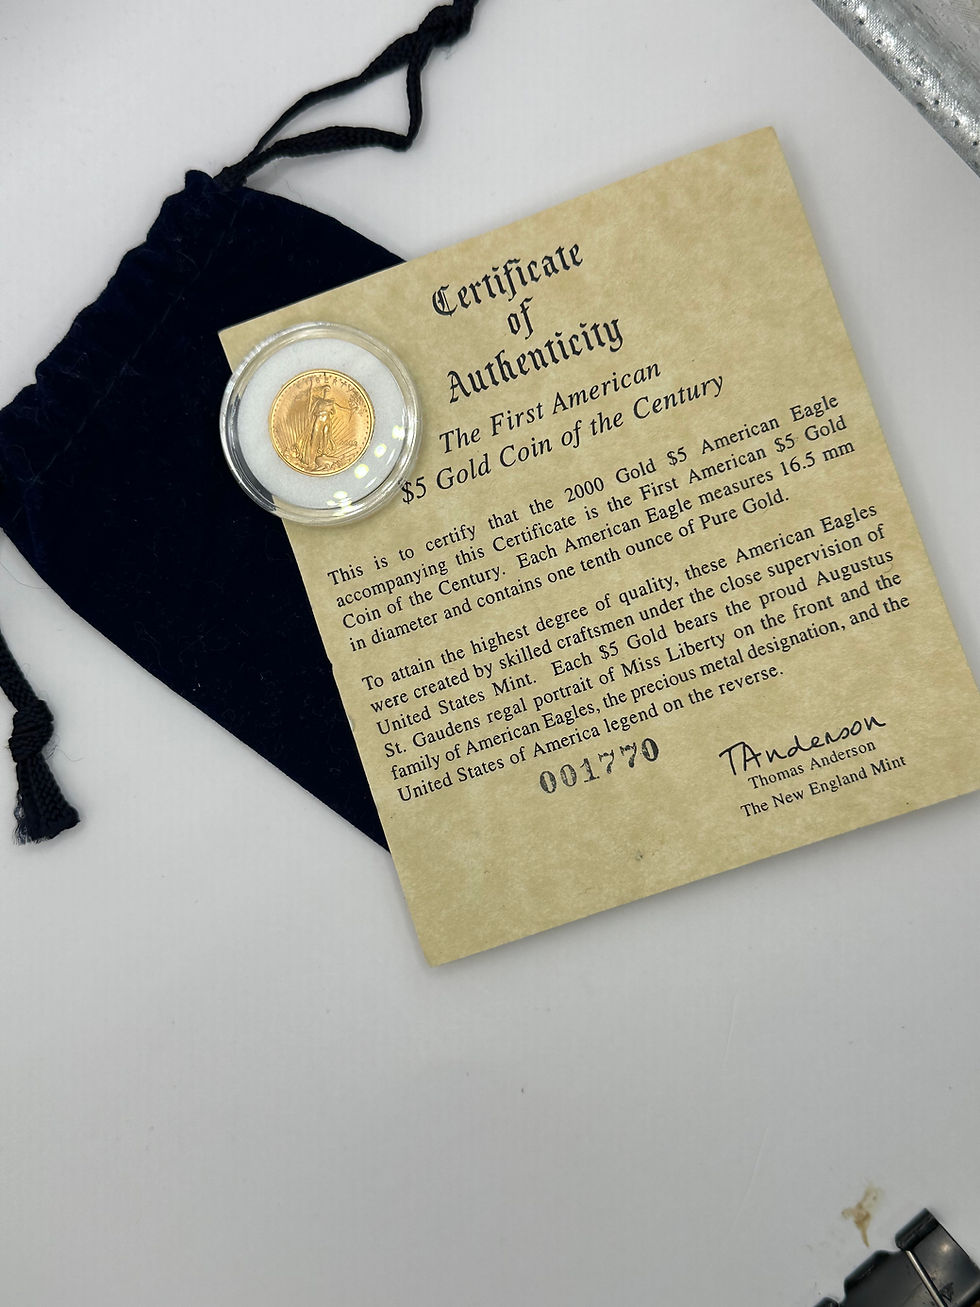 Certificate
of
Authenticity
The First American
$5 Gold Coin of the Century
This is to certify that the 2000 Gold $5 American Eagle
accompanying this Certificate is the First American $5 Gold
Coin of the Century. Each American Eagle measures 16.5 mm
in diameter and contains one tenth ounce of Pure Gold.
To attain the highest degree of quality, these American Eagles
were created by skilled craftsmen under the close supervision of
United States Mint. Each $5 Gold bears the proud Augustus
St. Gaudens regal portrait of Miss Liberty on the front and the
family of American Eagles, the precious metal designation, and the
United States of America legend on the reverse.
001770
TAnderson
Thomas Anderson
The New England Mint